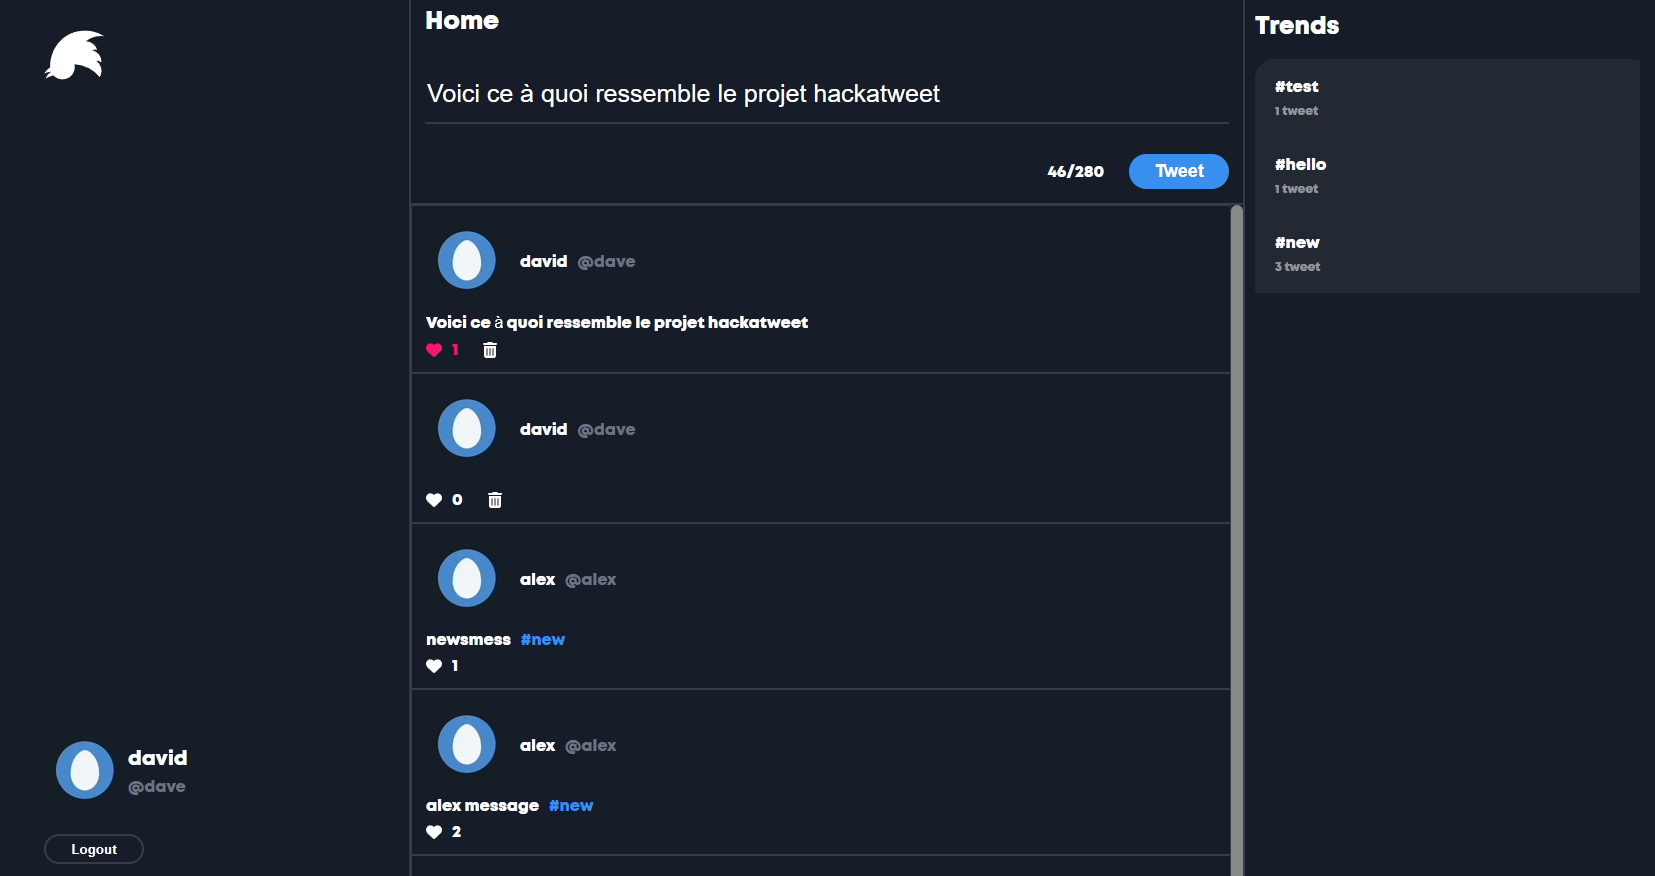 Home
Voici ce à quoi ressemble le projet hackatweet
46/280 Tweet
david @dave
Voici ce à quoi ressemble le projet hackatweet
1
david @dave
0
alex @alex
newsmess #new
1
alex @alex
alex message #new
2
Trends
#test
1 tweet
#hello
1 tweet
#new
3 tweet
david
@dave
Logout